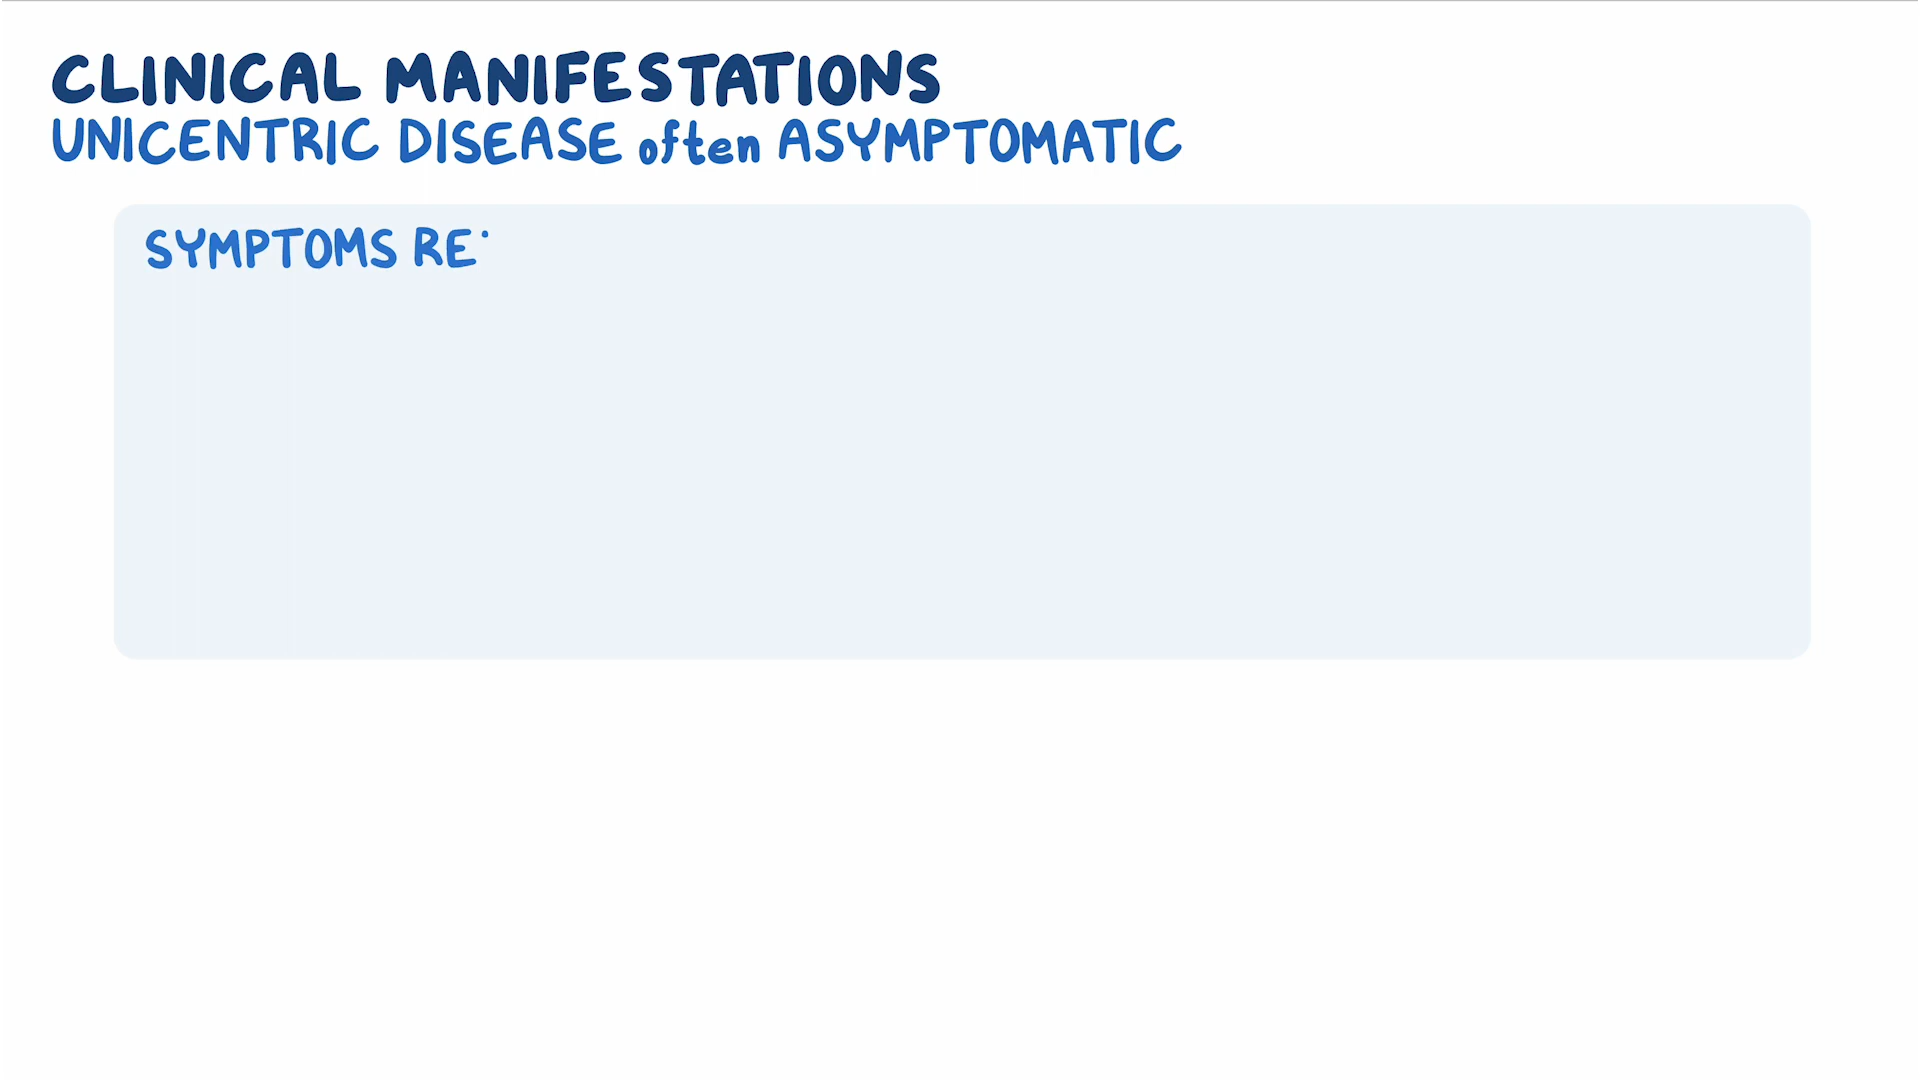 CLINICAL MANIFESTATIONS
UNICENTRIC DISEASE often ASYMPTOMATIC
SYMPTOMS RE